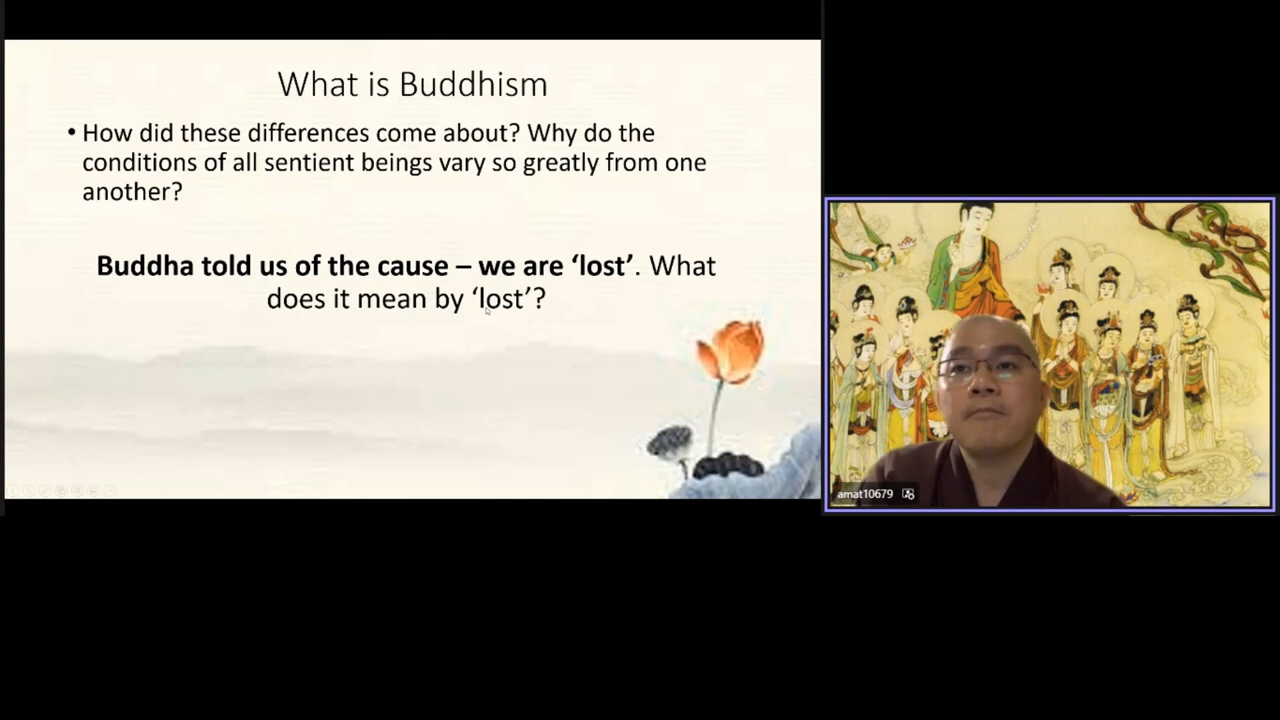 What is Buddhism
• How did these differences come about? Why do the
conditions of all sentient beings vary so greatly from one
another?
Buddha told us of the cause – we are ‘lost’. What
does it mean by ‘lost’?
amat10679